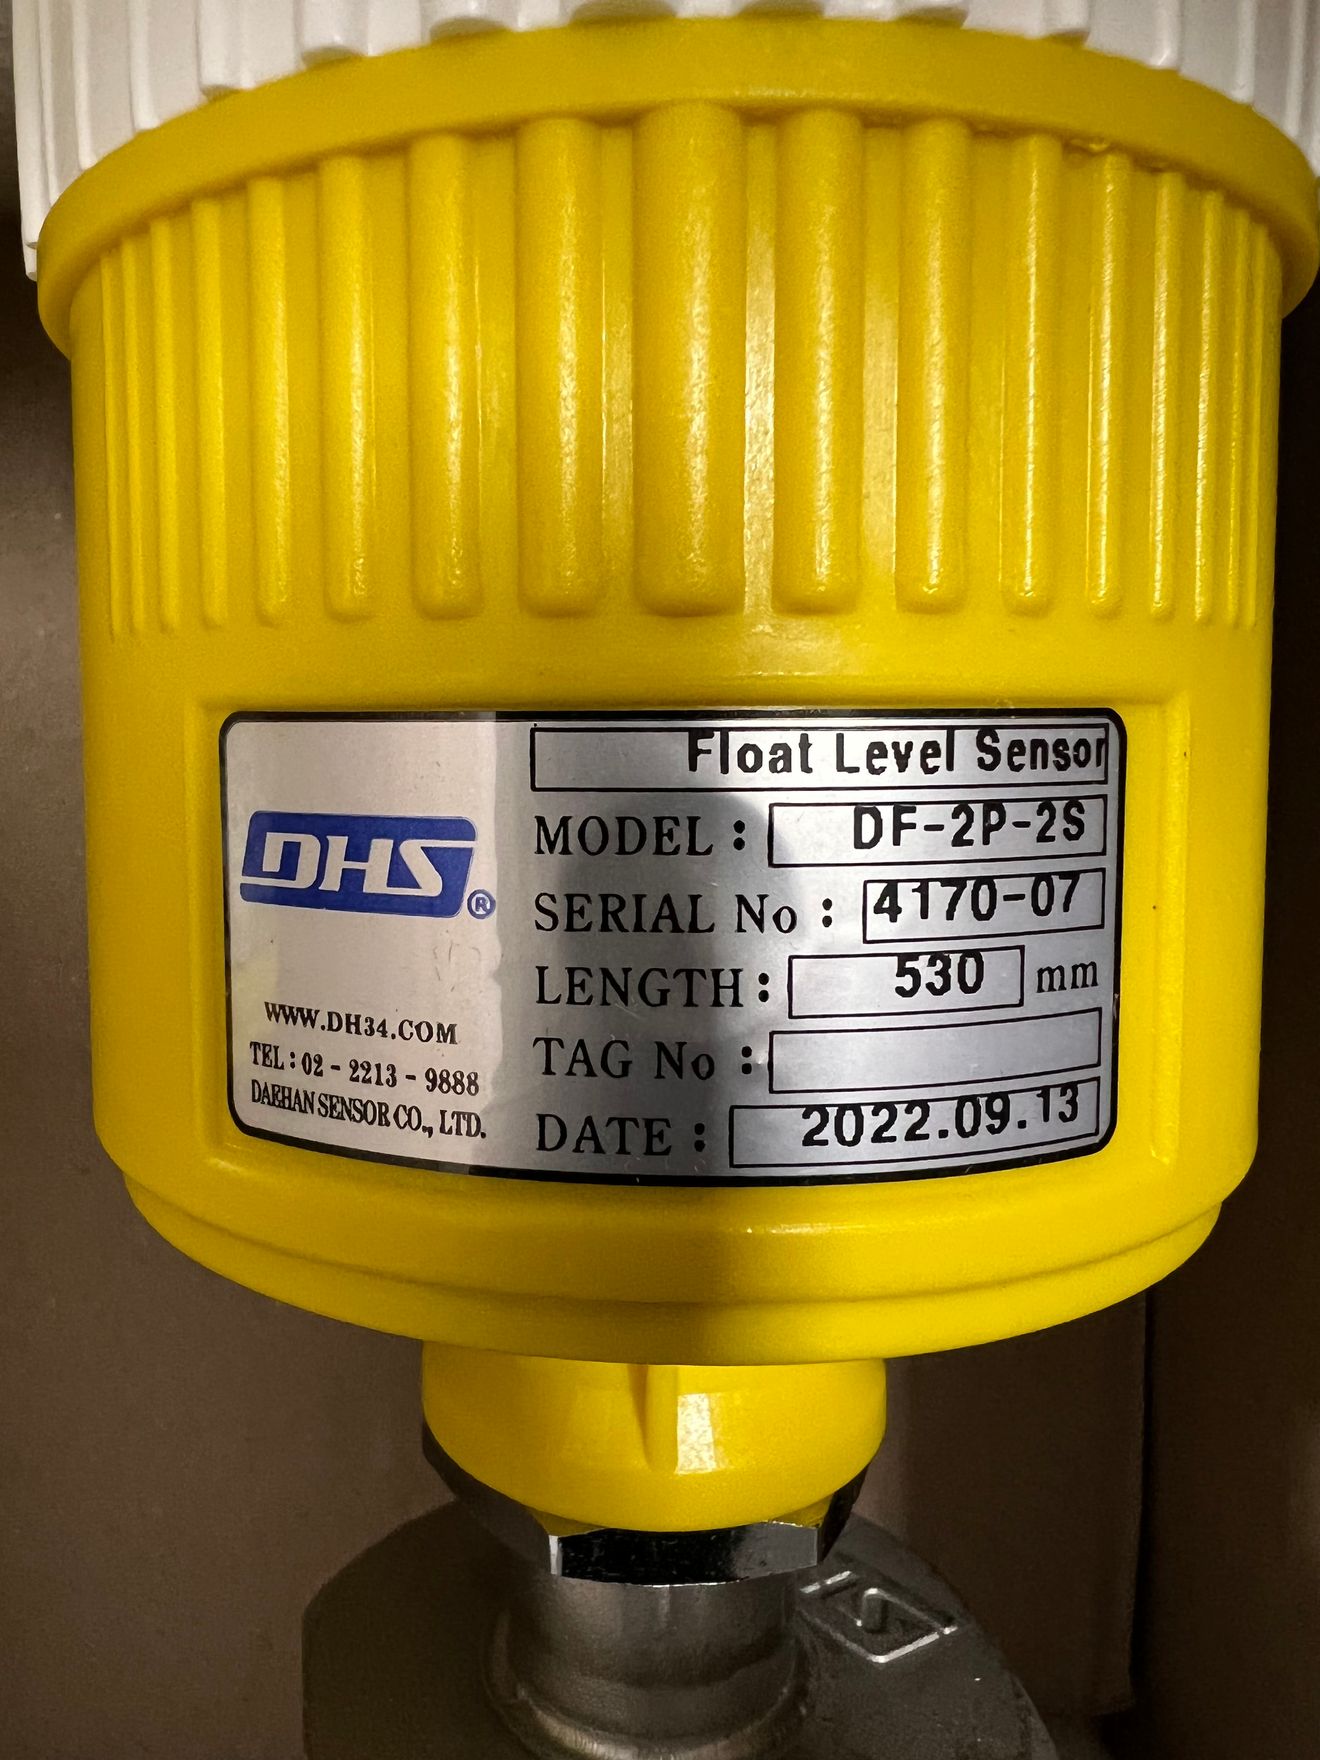 DHS®
WWW.DH34.COM
TEL : 02 - 2213 - 9888
DAEHAN SENSOR CO., LTD.
Float Level Sensor
MODEL : DF-2P-2S
SERIAL No : 4170-07
LENGTH : 530 mm
TAG No :
DATE : 2022.09.13